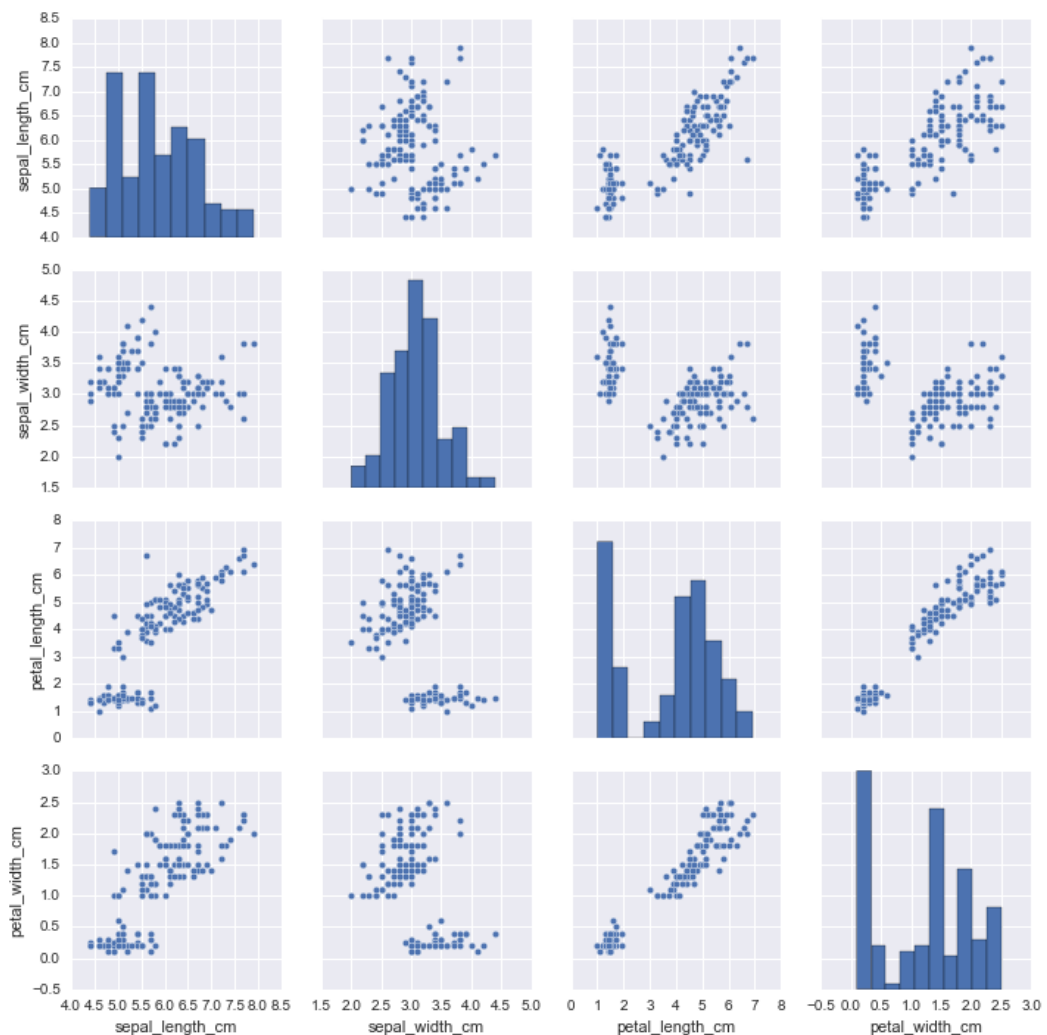 8.5
8.0
7.5
7.0
6.5
6.0
5.5
5.0
4.5
4.0
sepal_length_cm
5.0
4.5
4.0
3.5
3.0
2.5
2.0
1.5
sepal_width_cm
8
7
6
5
4
3
2
1
0
petal_length_cm
3.0
2.5
2.0
1.5
1.0
0.5
0.0
−0.5
petal_width_cm
4.0 4.5 5.0 5.5 6.0 6.5 7.0 7.5 8.0 8.5
sepal_length_cm
1.5 2.0 2.5 3.0 3.5 4.0 4.5 5.0
sepal_width_cm
0 1 2 3 4 5 6 7 8
petal_length_cm
−0.5 0.0 0.5 1.0 1.5 2.0 2.5 3.0
petal_width_cm